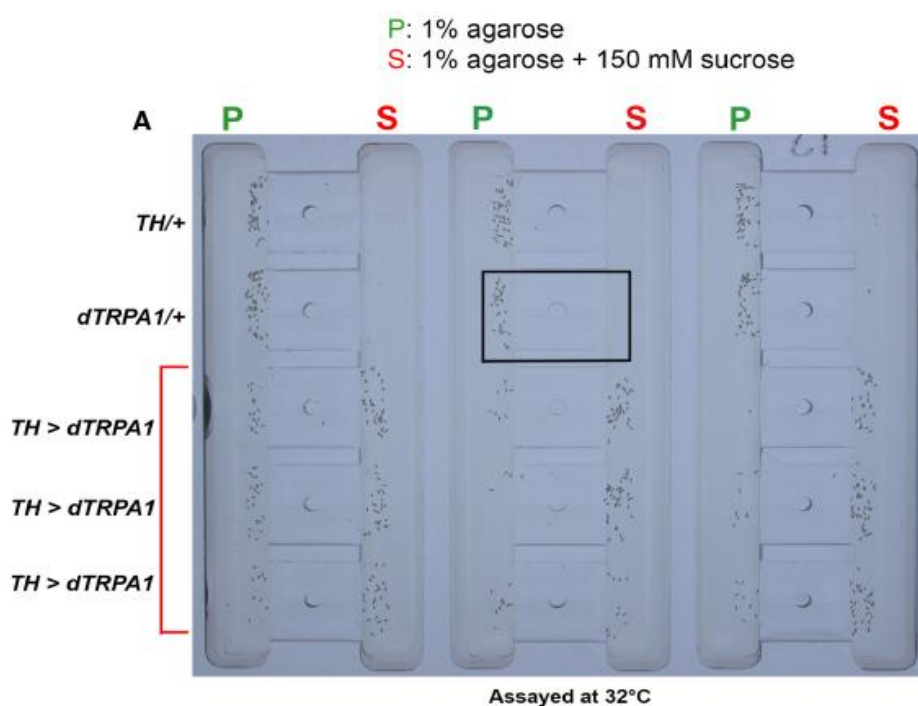 P: 1% agarose
S: 1% agarose + 150 mM sucrose
A P S P S P S
TH/+
dTRPA1/+
TH > dTRPA1
TH > dTRPA1
TH > dTRPA1
Assayed at 32°C